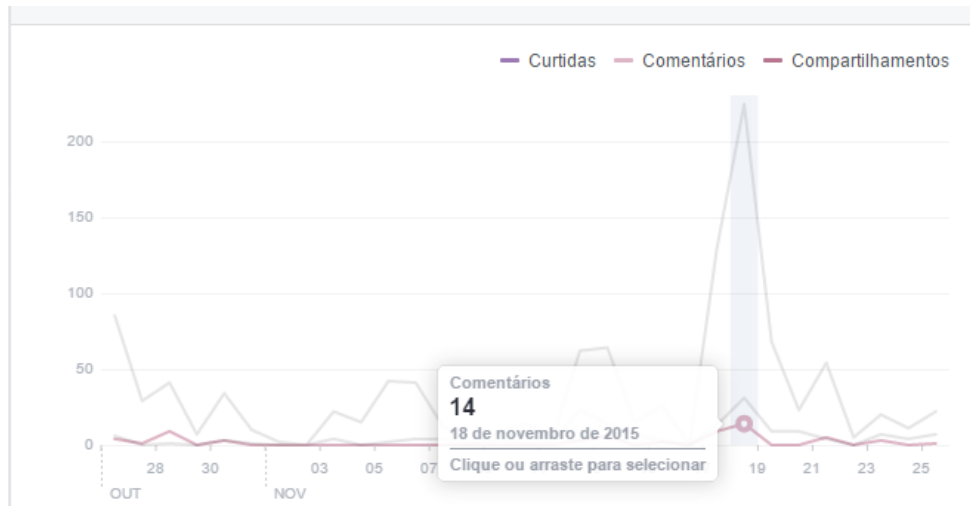 Curtidas Comentários Compartilhamentos
200
150
100
50
Comentários
14
18 de novembro de 2015
Clique ou arraste para selecionar
0
28 30 03 05 07 19 21 23 25
OUT NOV